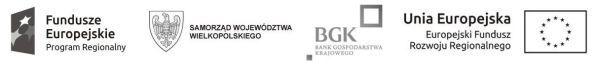 Fundusze
Europejskie
Program Regionalny
SAMORZĄD WOJEWÓDZTWA
WIELKOPOLSKIEGO
BGK
BANK GOSPODARSTWA
KRAJOWEGO
Unia Europejska
Europejski Fundusz
Rozwoju Regionalnego